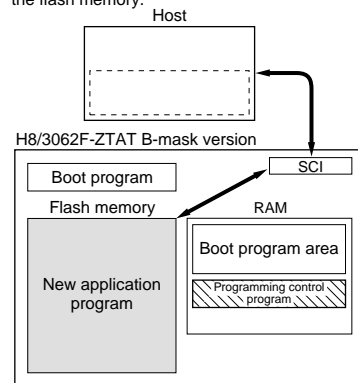 the flash memory.
Host
H8/3062F-ZTAT B-mask version
SCI
Boot program
Flash memory
RAM
Boot program area
New application
program
Programming control
program